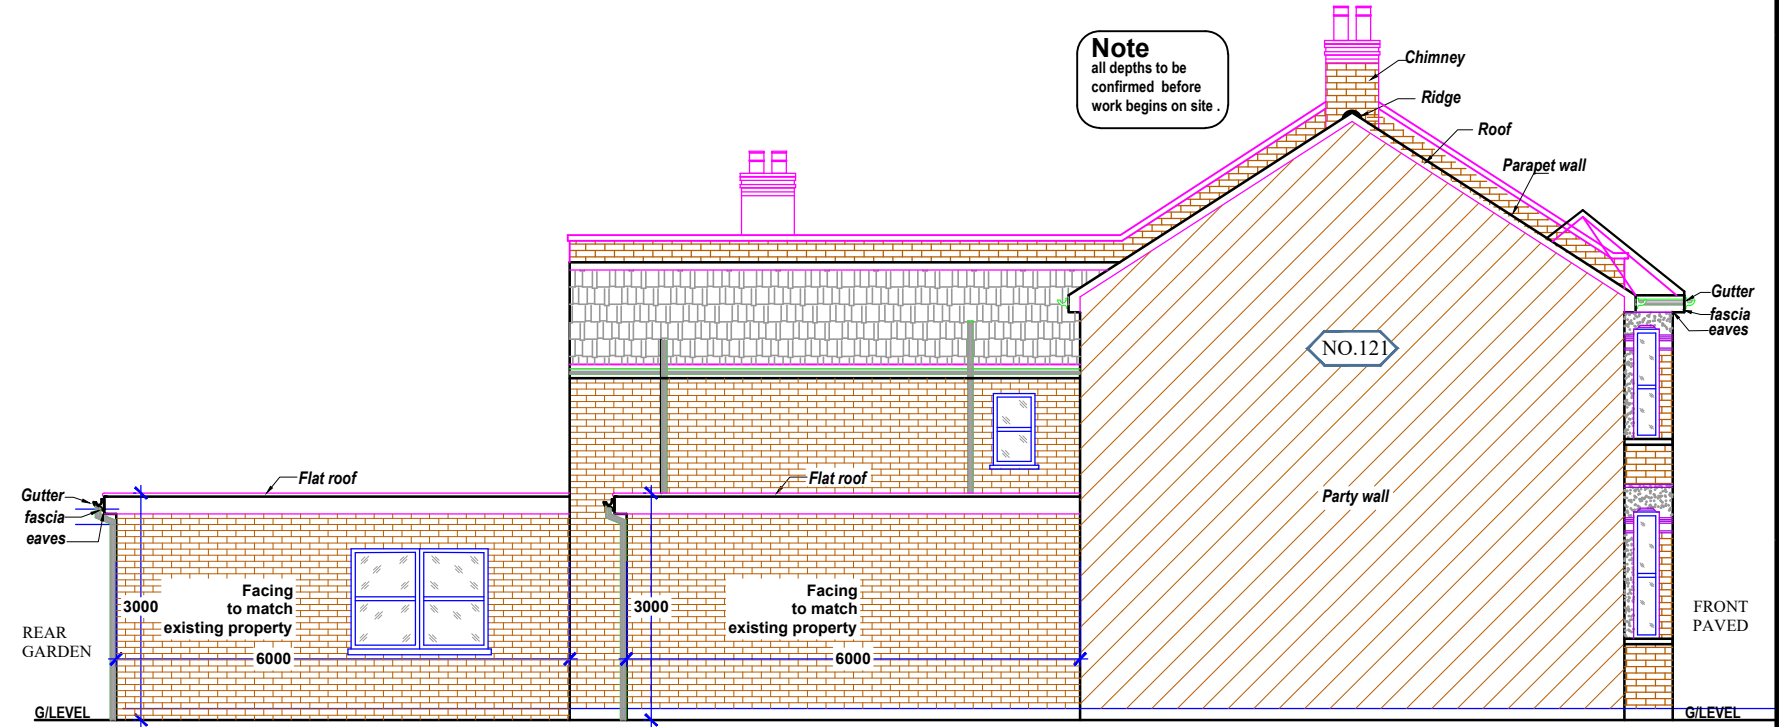 Note
all depths to be
confirmed before
work begins on site .
Chimney
Ridge
Roof
Parapet wall
Gutter
fascia
eaves
NO.121
Party wall
Flat roof
Flat roof
Gutter
fascia
eaves
3000
Facing
to match
existing property
6000
3000
Facing
to match
existing property
6000
REAR
GARDEN
FRONT
PAVED
G/LEVEL
G/LEVEL